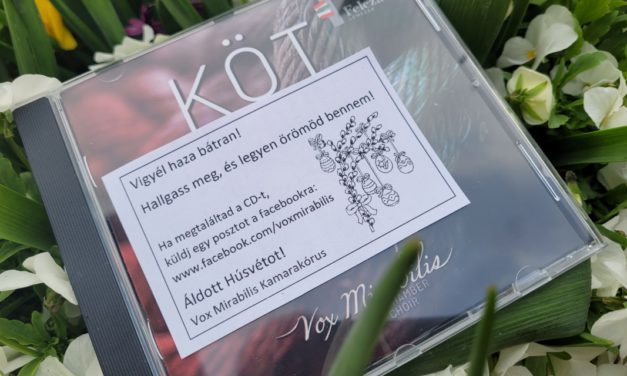 KÖT
Vigyél haza bátran!
Hallgass meg, és legyen örömöd bennem!
Ha megtaláltad a CD-t,
küldj egy posztot a facebookra:
www.facebook.com/voxmirabilis
Áldott Húsvétot!
Vox Mirabilis Kamarakórus
Vox Mirabilis
CHAMBER
CHOIR